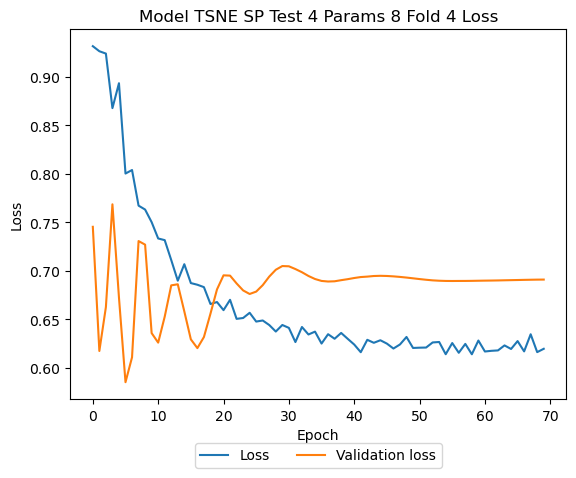 Model TSNE SP Test 4 Params 8 Fold 4 Loss
Loss
0.90
0.85
0.80
0.75
0.70
0.65
0.60
0 10 20 30 40 50 60 70
Epoch
Loss Validation loss